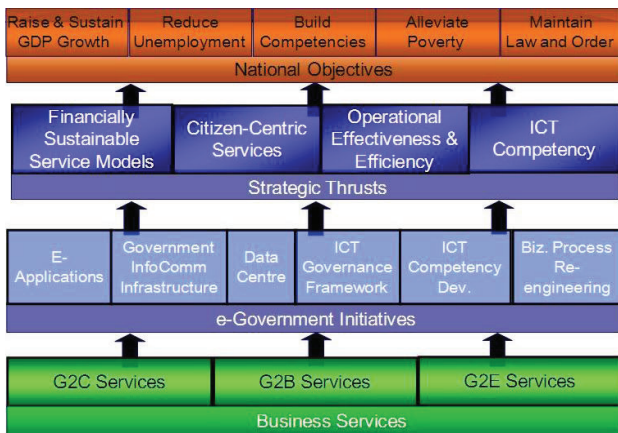 Raise & Sustain
GDP Growth
Reduce
Unemployment
Build
Competencies
Alleviate
Poverty
Maintain
Law and Order
National Objectives
Financially
Sustainable
Service Models
Citizen-Centric
Services
Operational
Effectiveness &
Efficiency
ICT
Competency
Strategic Thrusts
E-
Applications
Government
InfoComm
Infrastructure
Data
Centre
ICT
Governance
Framework
ICT
Competency
Dev.
Biz. Process
Re-
engineering
e-Government Initiatives
G2C Services
G2B Services
G2E Services
Business Services